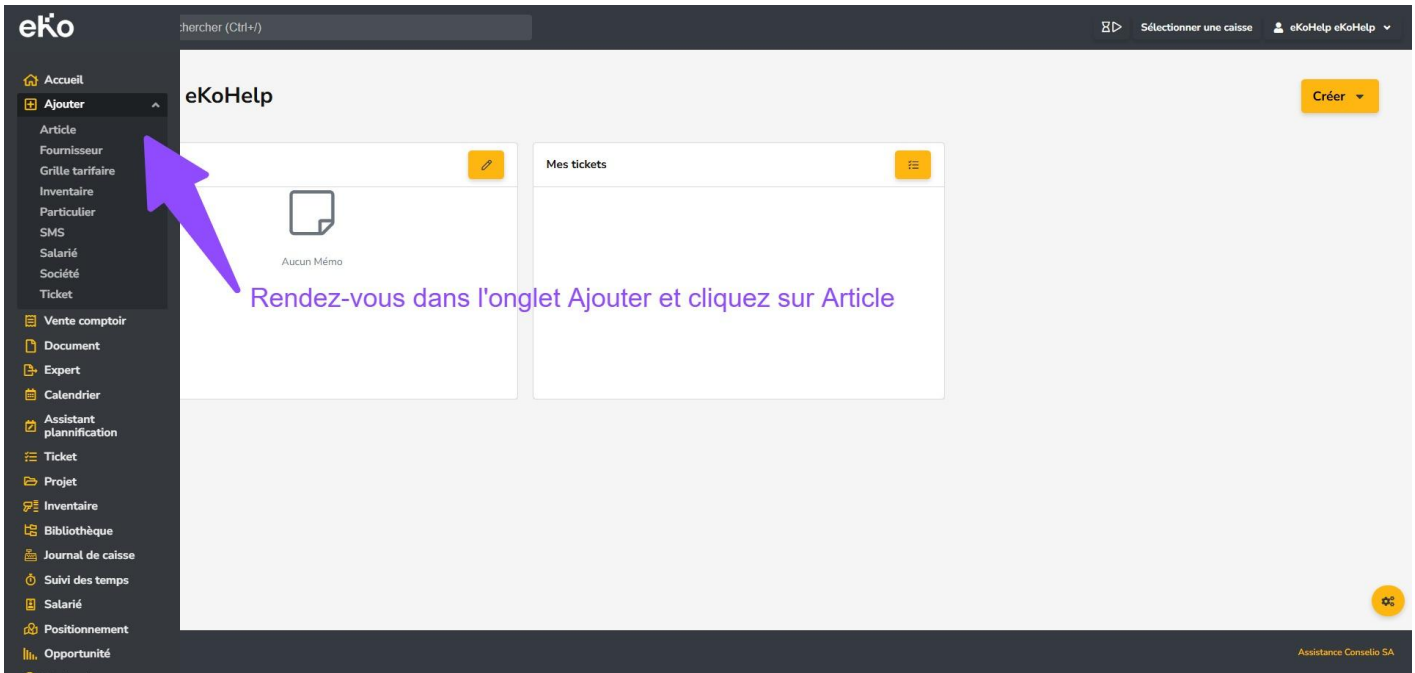 eKo
chercher (Ctrl+/)
Sélectionner une caisse
eKoHelp eKoHelp
Accueil
Ajouter
Article
Fournisseur
Grille tarifaire
Inventaire
Particulier
SMS
Salarié
Société
Ticket
Vente comptoir
Document
Expert
Calendrier
Assistant
plannification
Ticket
Projet
Inventaire
Bibliothèque
Journal de caisse
Suivi des temps
Salarié
Positionnement
Opportunité
eKoHelp
Créer
Mes tickets
Aucun Mémo
Rendez-vous dans l'onglet Ajouter et cliquez sur Article
Assistance Conselio SA